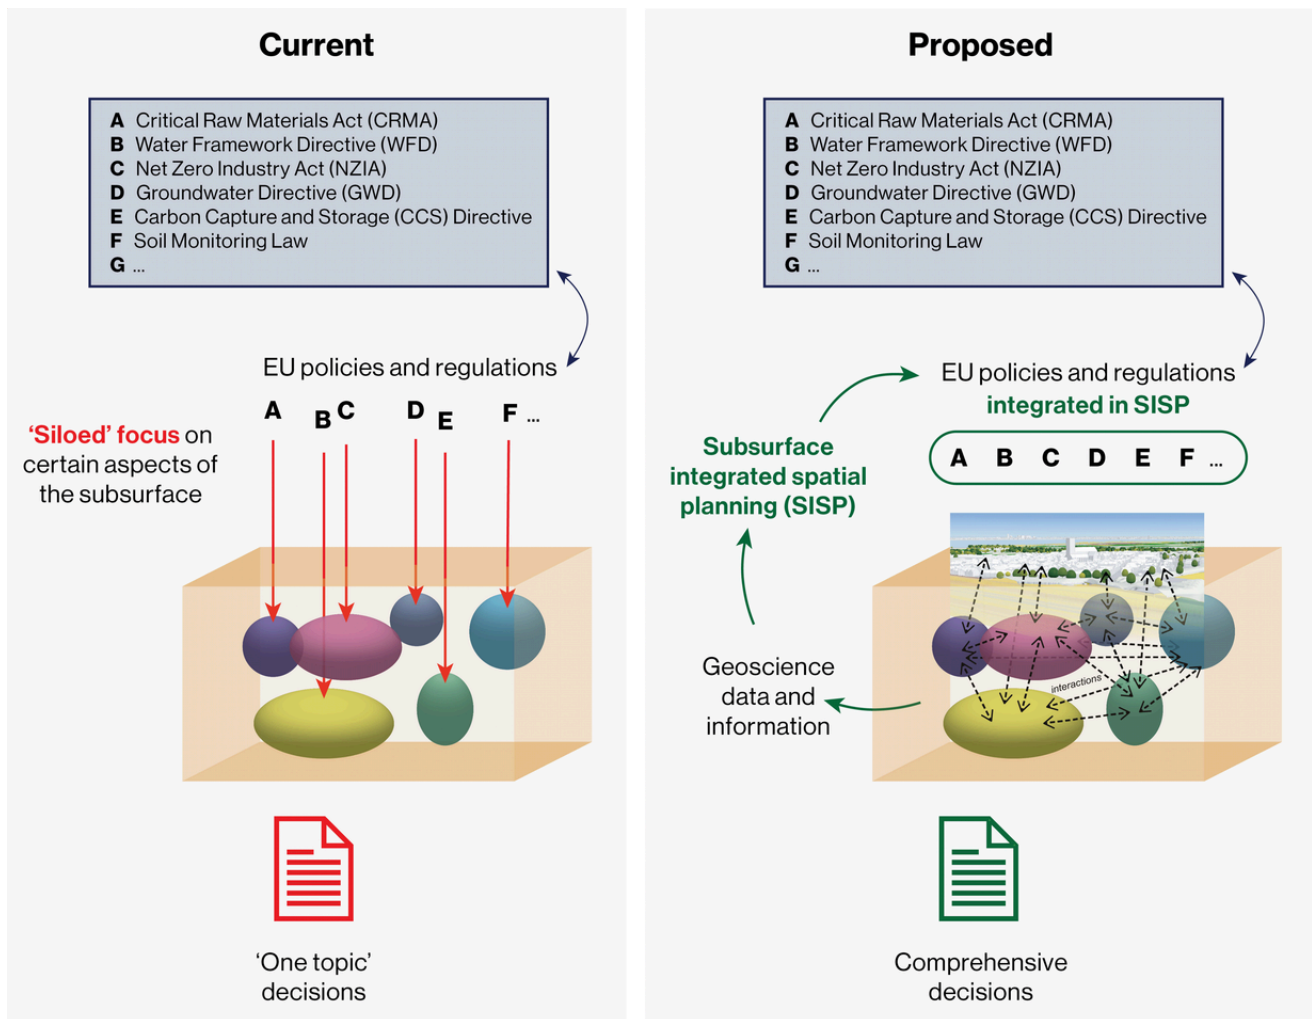 Current
A Critical Raw Materials Act (CRMA)
B Water Framework Directive (WFD)
C Net Zero Industry Act (NZIA)
D Groundwater Directive (GWD)
E Carbon Capture and Storage (CCS) Directive
F Soil Monitoring Law
G ...
EU policies and regulations
A B C D E F ...
‘Siloed’ focus on
certain aspects of
the subsurface
‘One topic’
decisions
Proposed
A Critical Raw Materials Act (CRMA)
B Water Framework Directive (WFD)
C Net Zero Industry Act (NZIA)
D Groundwater Directive (GWD)
E Carbon Capture and Storage (CCS) Directive
F Soil Monitoring Law
G ...
EU policies and regulations
integrated in SISP
A B C D E F ...
Subsurface
integrated spatial
planning (SISP)
Geoscience
data and
information
interactions
Comprehensive
decisions